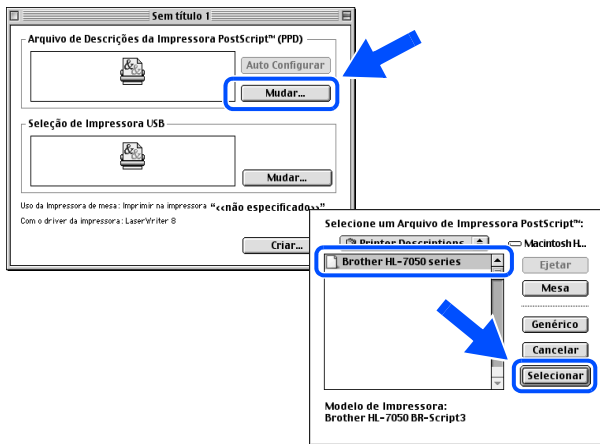 Sem título 1
Arquivo de Descrições da Impressora PostScript™ (PPD)
Auto Configurar
Mudar...
Seleção de Impressora USB
Mudar...
Uso da Impressora de mesa: Imprimir na impressora “‹‹não especificado››”
Com o driver da impressora: LaserWriter 8
Criar...
Selecione um Arquivo de Impressora PostScript™:
Printer Descriptions
Macintosh H...
Brother HL-7050 series
Ejetar
Mesa
Genérico
Cancelar
Selecionar
Modelo de Impressora:
Brother HL-7050 BR-Script3